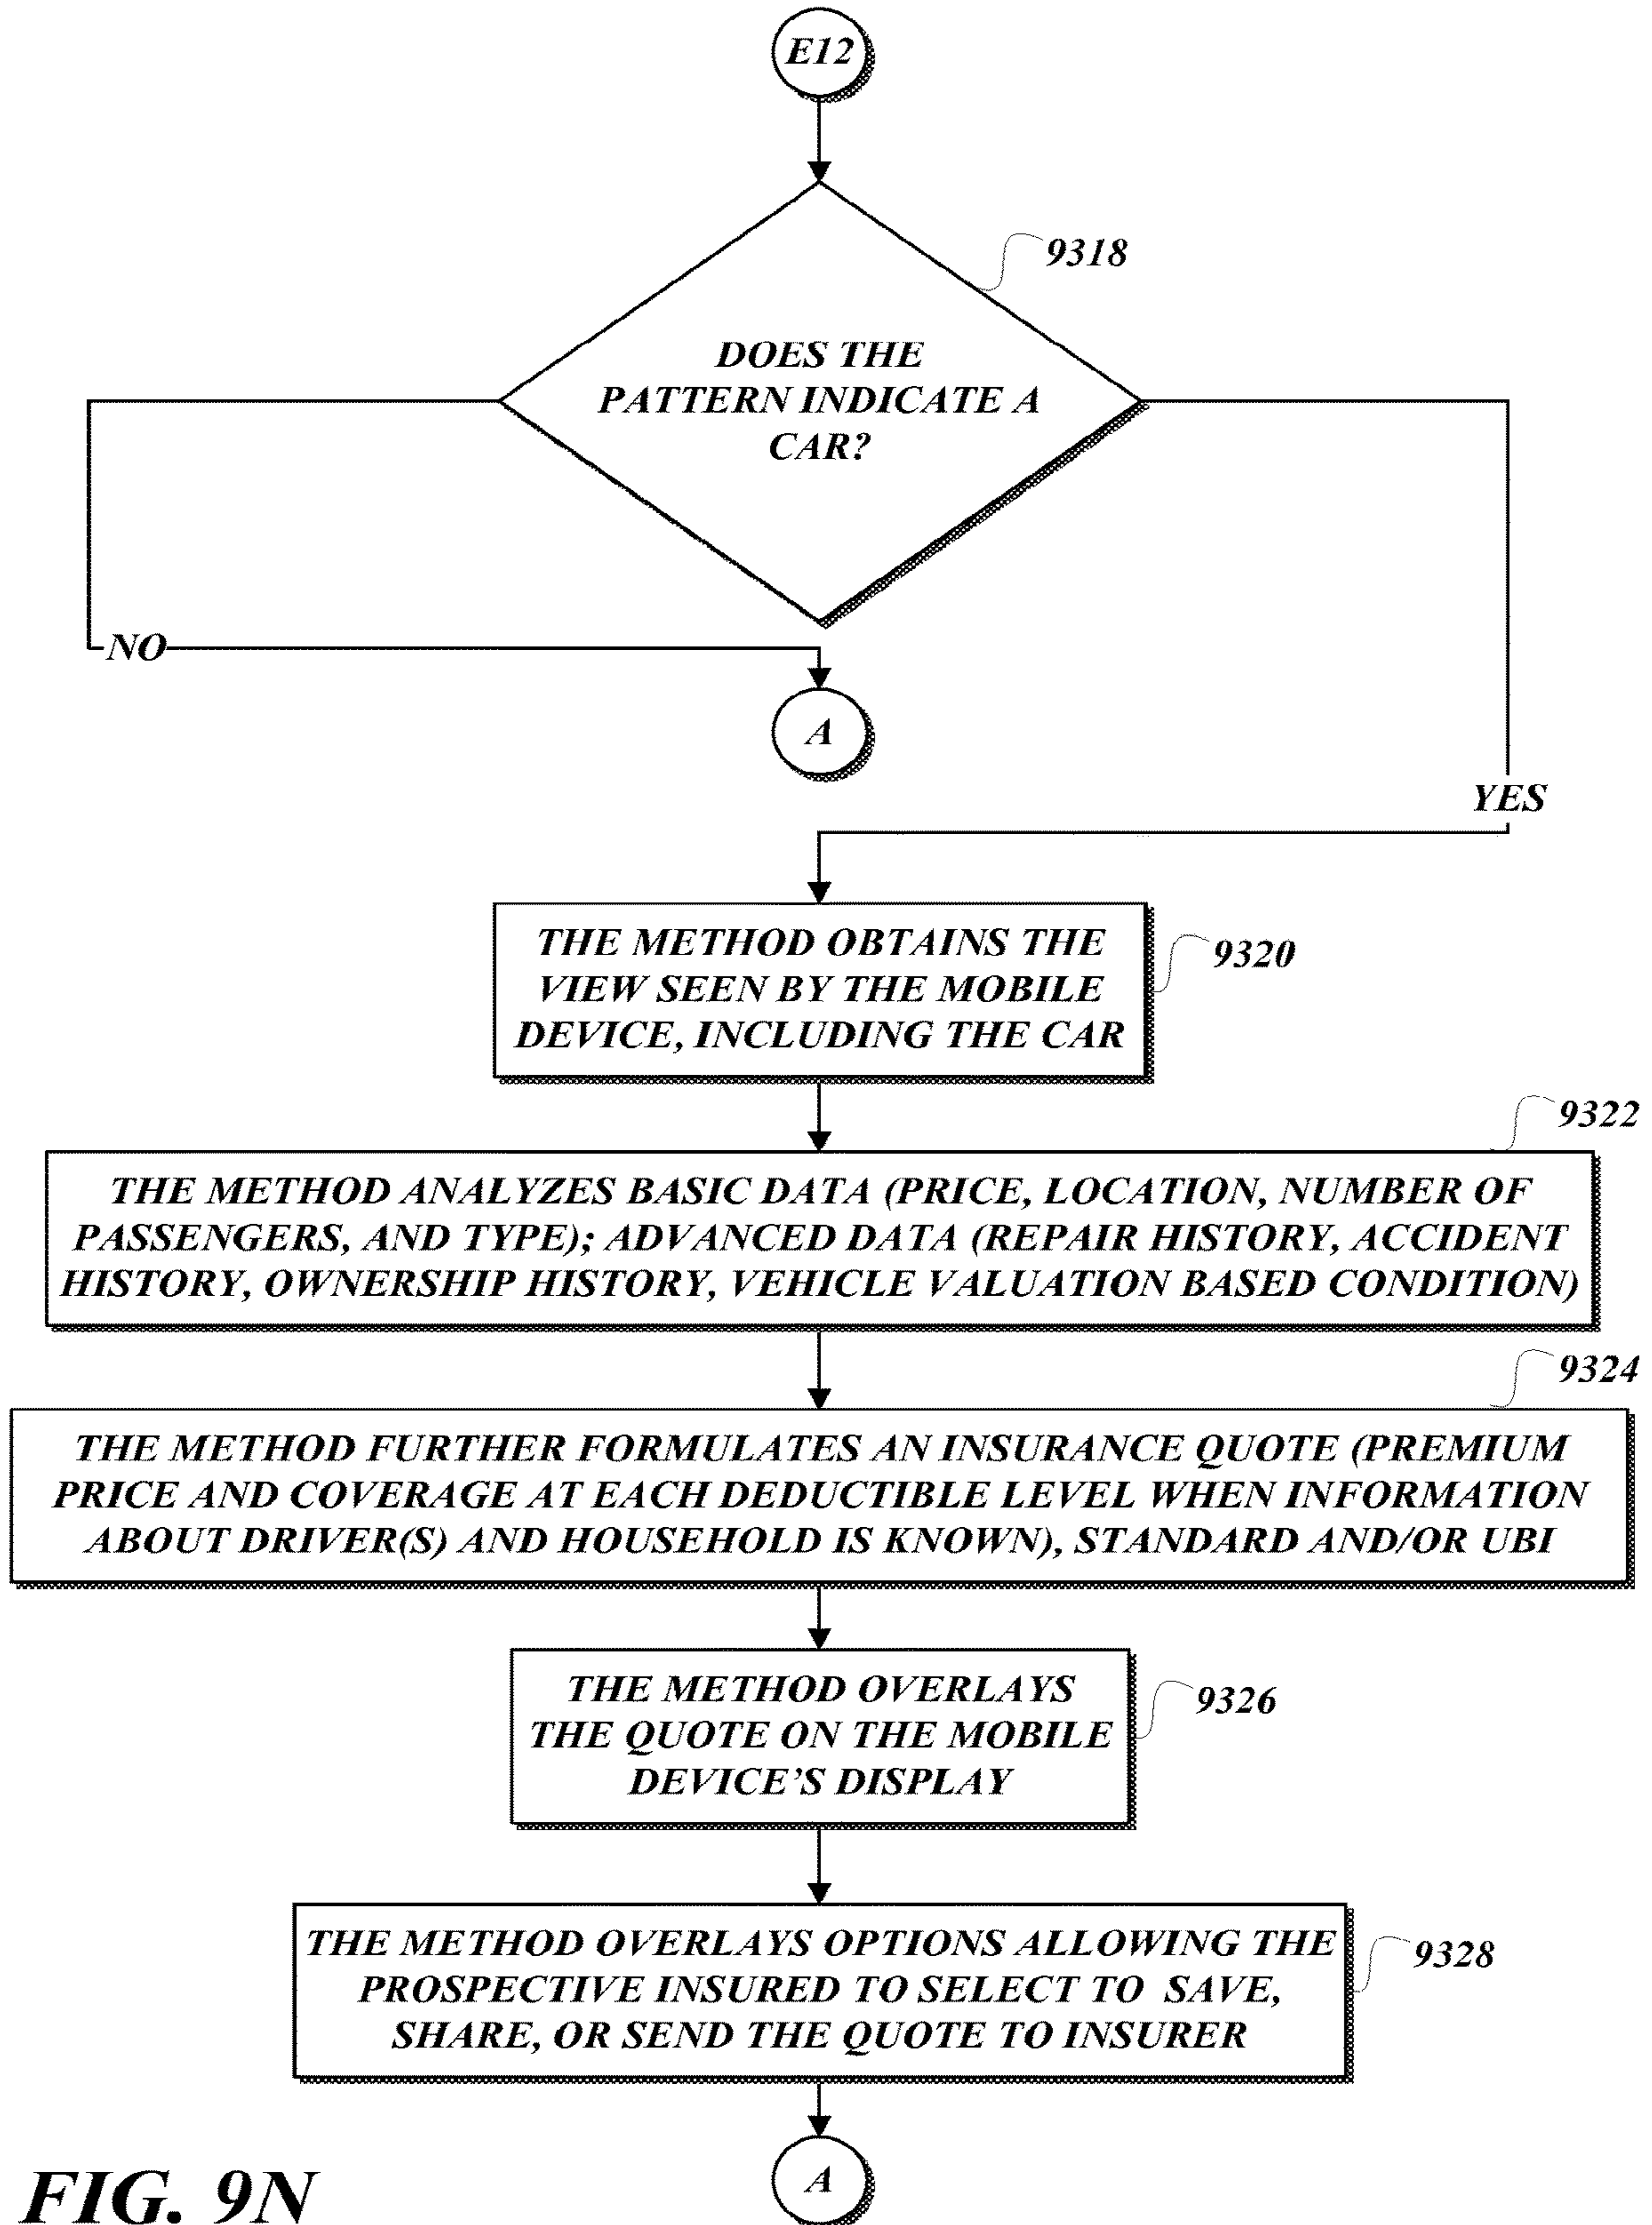 E12
9318
DOES THE
PATTERN INDICATE A
CAR?
NO
A
YES
THE METHOD OBTAINS THE
VIEW SEEN BY THE MOBILE
DEVICE, INCLUDING THE CAR
9320
9322
THE METHOD ANALYZES BASIC DATA (PRICE, LOCATION, NUMBER OF
PASSENGERS, AND TYPE); ADVANCED DATA (REPAIR HISTORY, ACCIDENT
HISTORY, OWNERSHIP HISTORY, VEHICLE VALUATION BASED CONDITION)
9324
THE METHOD FURTHER FORMULATES AN INSURANCE QUOTE (PREMIUM
PRICE AND COVERAGE AT EACH DEDUCTIBLE LEVEL WHEN INFORMATION
ABOUT DRIVER(S) AND HOUSEHOLD IS KNOWN), STANDARD AND/OR UBI
THE METHOD OVERLAYS
THE QUOTE ON THE MOBILE
DEVICE'S DISPLAY
9326
THE METHOD OVERLAYS OPTIONS ALLOWING THE
PROSPECTIVE INSURED TO SELECT TO SAVE,
SHARE, OR SEND THE QUOTE TO INSURER
9328
A
FIG. 9N